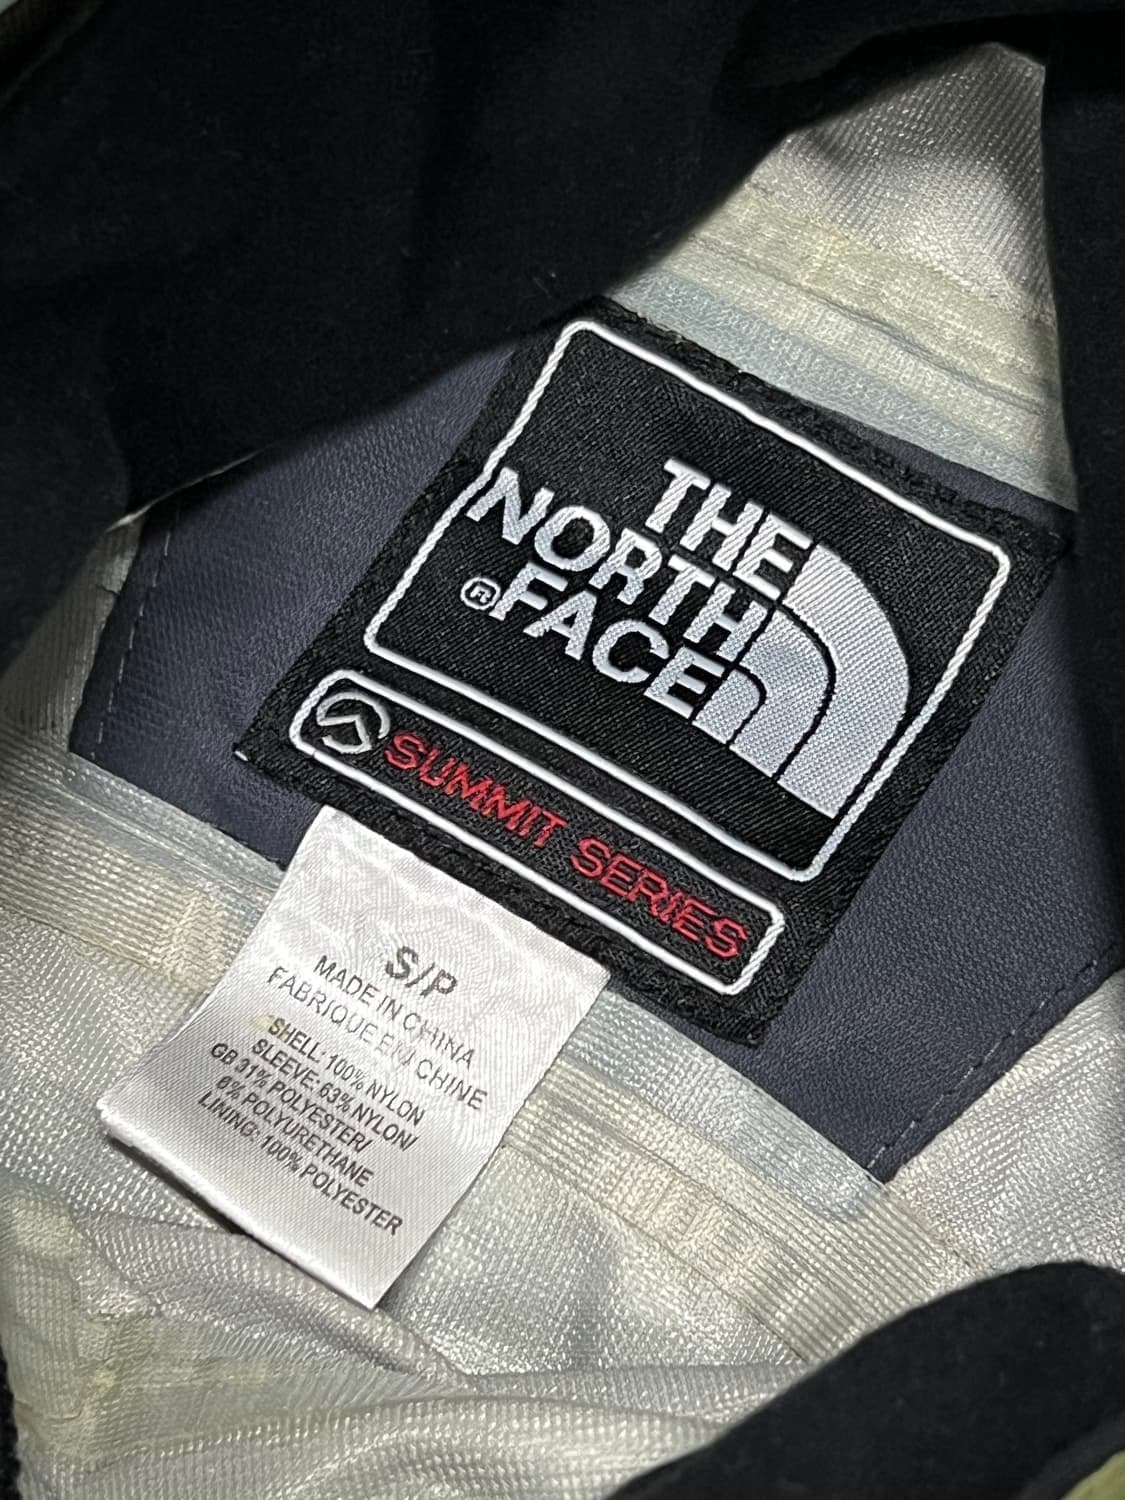 THE
NORTH
®FACE
SUMMIT SERIES
S/P
MADE IN CHINA
FABRIQUE EN CHINE
SHELL: 100% NYLON
SLEEVE: 63% NYLON/
GB 31% POLYESTER/
6% POLYURETHANE
LINING: 100% POLYESTER